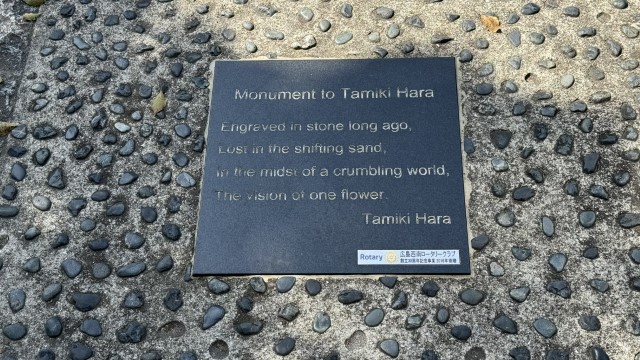 Monument to Tamiki Hara
Engraved in stone long ago,
Lost in the shifting sand,
In the midst of a crumbling world,
The vision of one flower.
Tamiki Hara
Rotary 広島西南ロータリークラブ